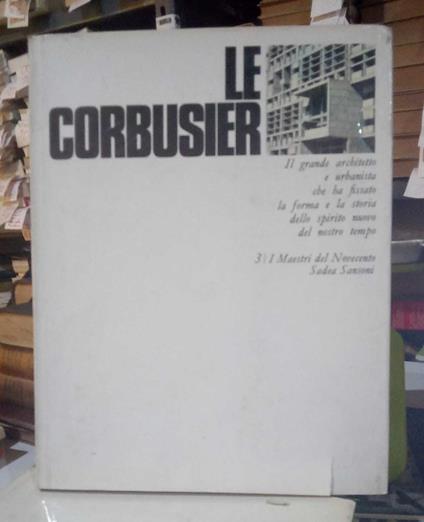 LE
CORBUSIER
Il grande architetto
e urbanista
che ha fissato
la forma e la storia
dello spirito nuovo
del nostro tempo
3 | I Maestri del Novecento
Sadea Sansoni